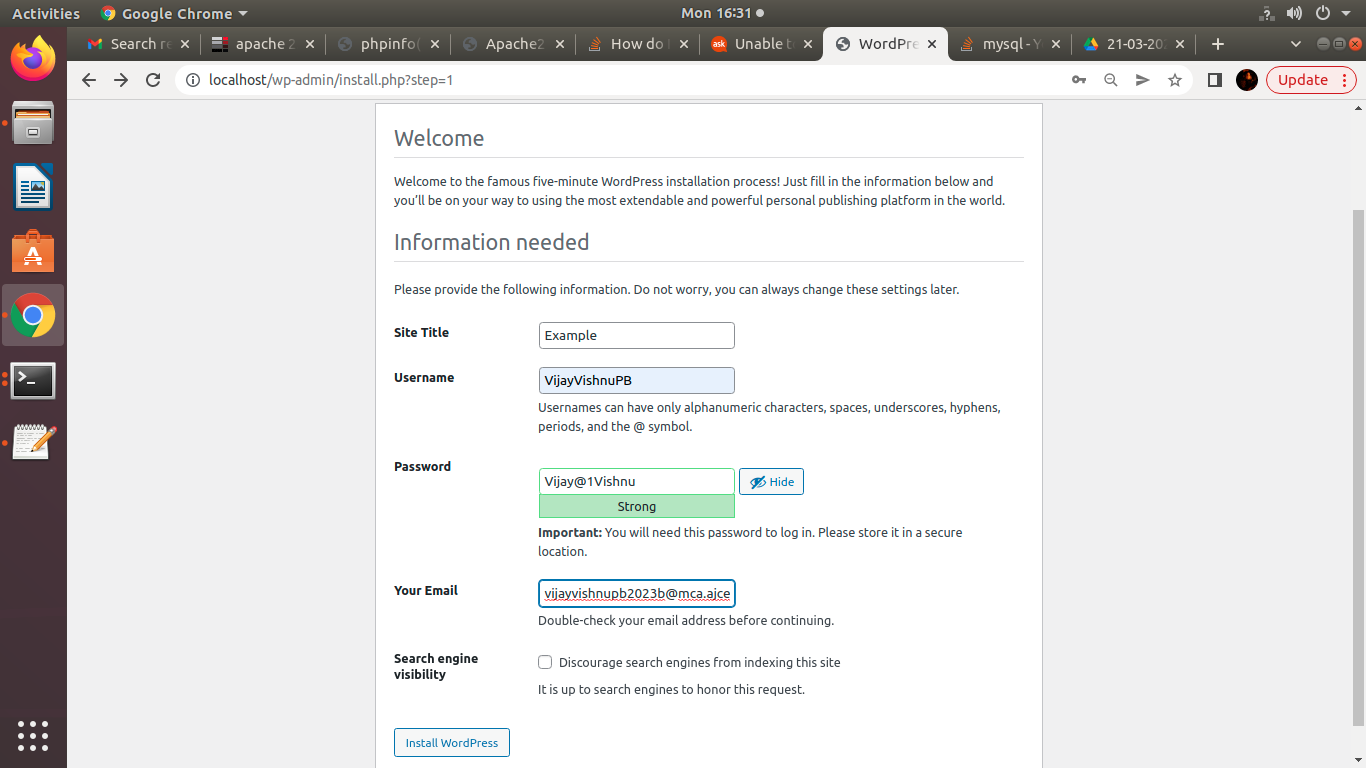 Activities Google Chrome Mon 16:31
Search re apache 2 phpinfo( Apache2 How do ask Unable t WordPre mysql - 21-03-20
localhost/wp-admin/install.php?step=1 Update
Welcome
Welcome to the famous five-minute WordPress installation process! Just fill in the information below and
you’ll be on your way to using the most extendable and powerful personal publishing platform in the world.
Information needed
Please provide the following information. Do not worry, you can always change these settings later.
Site Title Example
Username VijayVishnuPB
Usernames can have only alphanumeric characters, spaces, underscores, hyphens,
periods, and the @ symbol.
Password Vijay@1Vishnu Hide
Strong
Important: You will need this password to log in. Please store it in a secure
location.
Your Email vijayvishnupb2023b@mca.ajce
Double-check your email address before continuing.
Search engine
visibility
Discourage search engines from indexing this site
It is up to search engines to honor this request.
Install WordPress